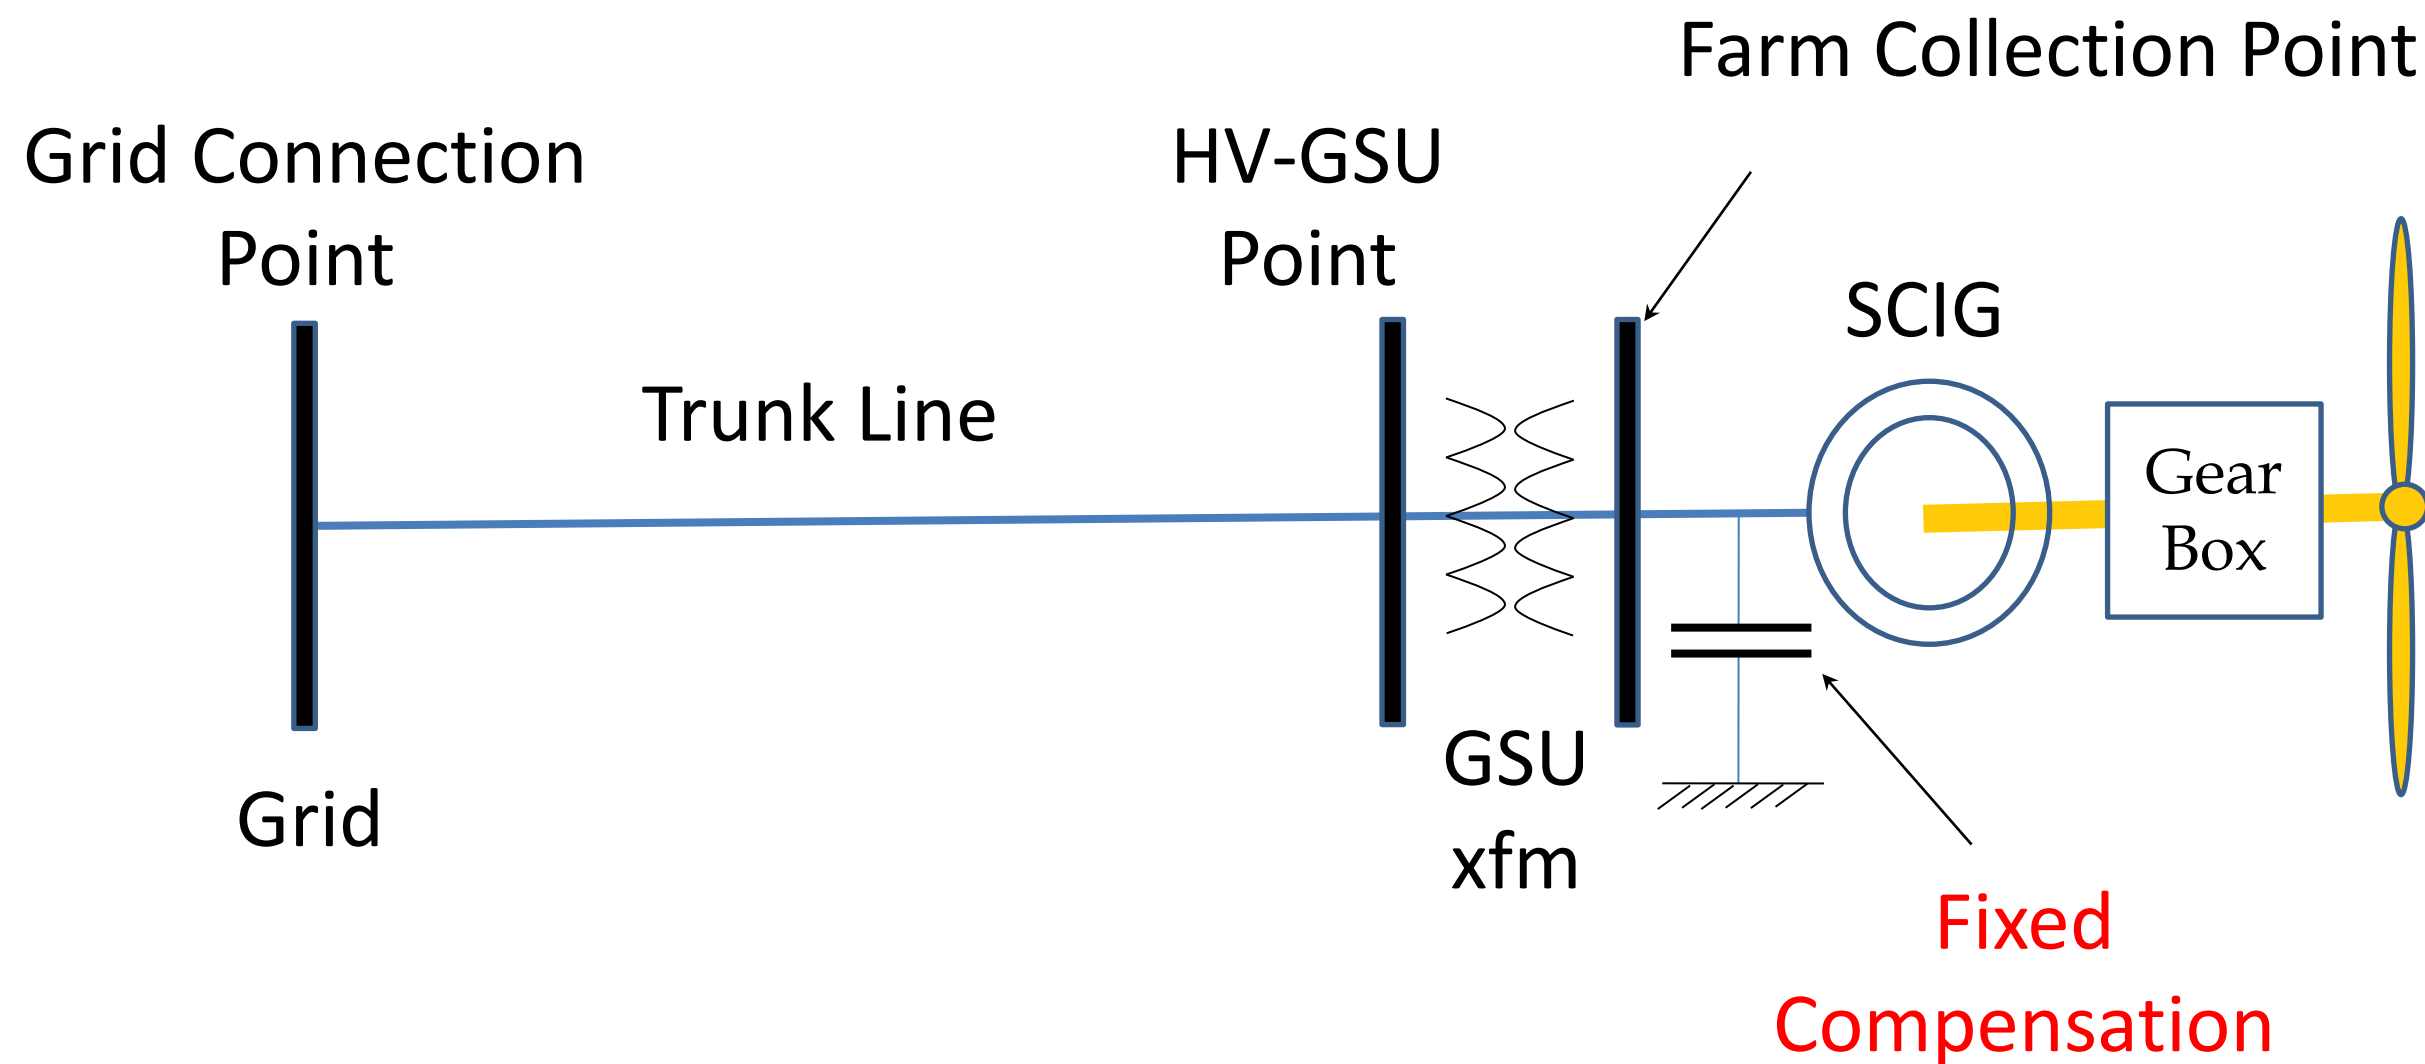 Farm Collection Point
Grid Connection
Point
HV-GSU
Point
SCIG
Trunk Line
Gear
Box
GSU
xfm
Grid
Fixed
Compensation